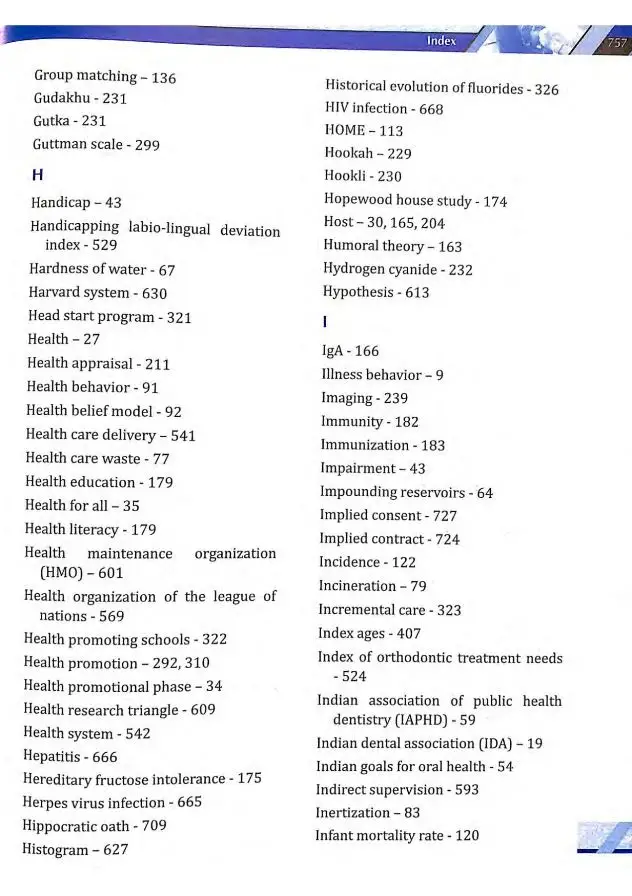 Index
757
Group matching – 136
Gudakhu - 231
Gutka - 231
Guttman scale - 299
H
Handicap – 43
Handicapping labio-lingual deviation
index - 529
Hardness of water - 67
Harvard system - 630
Head start program - 321
Health – 27
Health appraisal - 211
Health behavior - 91
Health belief model - 92
Health care delivery – 541
Health care waste - 77
Health education - 179
Health for all – 35
Health literacy - 179
Health maintenance organization
(HMO) – 601
Health organization of the league of
nations - 569
Health promoting schools - 322
Health promotion – 292, 310
Health promotional phase – 34
Health research triangle - 609
Health system - 542
Hepatitis - 666
Hereditary fructose intolerance - 175
Herpes virus infection - 665
Hippocratic oath - 709
Histogram – 627
Historical evolution of fluorides - 326
HIV infection - 668
HOME – 113
Hookah – 229
Hookli - 230
Hopewood house study - 174
Host – 30, 165, 204
Humoral theory – 163
Hydrogen cyanide - 232
Hypothesis - 613
I
IgA - 166
Illness behavior – 9
Imaging - 239
Immunity - 182
Immunization - 183
Impairment – 43
Impounding reservoirs - 64
Implied consent - 727
Implied contract - 724
Incidence - 122
Incineration – 79
Incremental care - 323
Index ages - 407
Index of orthodontic treatment needs
- 524
Indian association of public health
dentistry (IAPHD) - 59
Indian dental association (IDA) – 19
Indian goals for oral health - 54
Indirect supervision - 593
Inertization – 83
Infant mortality rate - 120